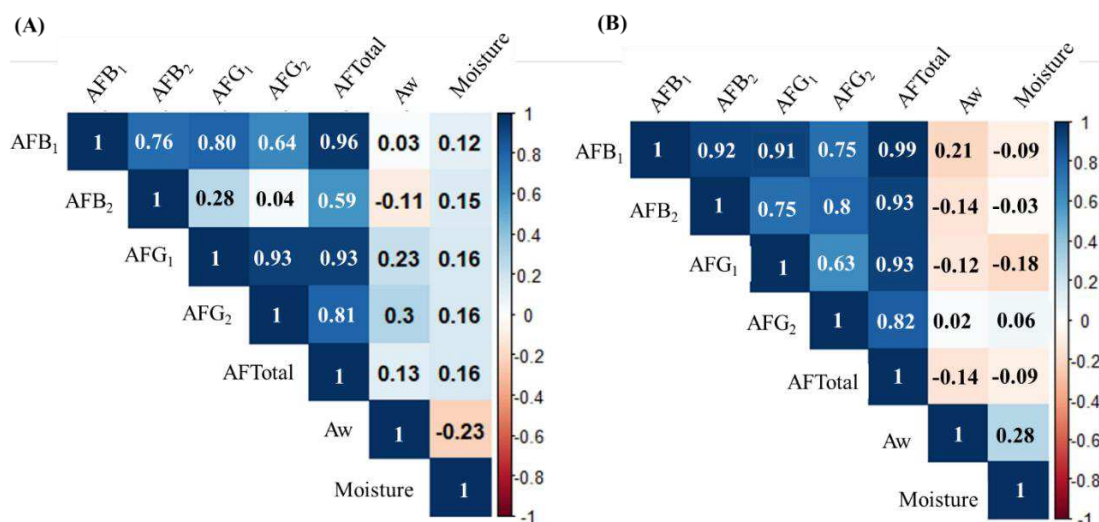 (A)
AFB₁ AFB₂ AFG₁ AFG₂ AFTotal Aw Moisture
AFB₁ 1 0.76 0.80 0.64 0.96 0.03 0.12
AFB₂ 1 0.28 0.04 0.59 -0.11 0.15
AFG₁ 1 0.93 0.93 0.23 0.16
AFG₂ 1 0.81 0.3 0.16
AFTotal 1 0.13 0.16
Aw 1 -0.23
Moisture 1
1
0.8
0.6
0.4
0.2
0
-0.2
-0.4
-0.6
-0.8
-1
(B)
AFB₁ AFB₂ AFG₁ AFG₂ AFTotal Aw Moisture
AFB₁ 1 0.92 0.91 0.75 0.99 0.21 -0.09
AFB₂ 1 0.75 0.8 0.93 -0.14 -0.03
AFG₁ 1 0.63 0.93 -0.12 -0.18
AFG₂ 1 0.82 0.02 0.06
AFTotal 1 -0.14 -0.09
Aw 1 0.28
Moisture 1
1
0.8
0.6
0.4
0.2
0
-0.2
-0.4
-0.6
-0.8
-1